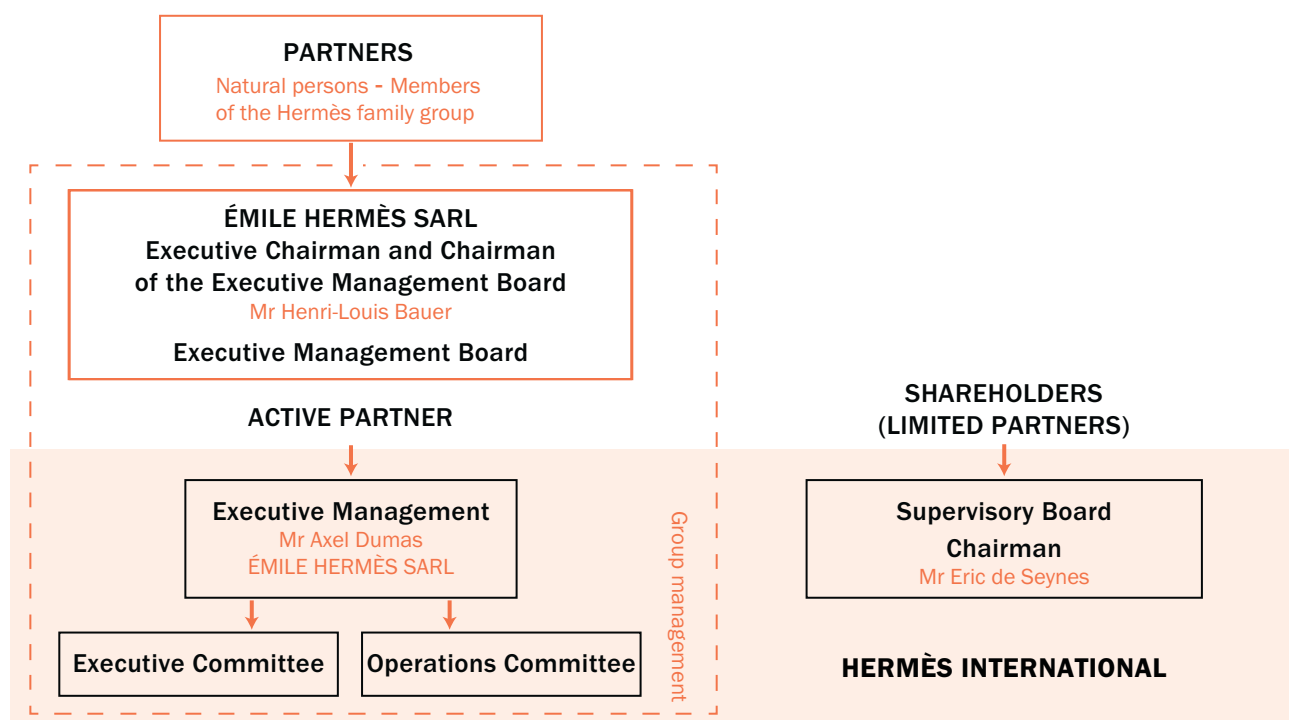 PARTNERS
Natural persons - Members
of the Hermès family group
ÉMILE HERMÈS SARL
Executive Chairman and Chairman
of the Executive Management Board
Mr Henri-Louis Bauer
Executive Management Board
ACTIVE PARTNER
SHAREHOLDERS
(LIMITED PARTNERS)
Executive Management
Mr Axel Dumas
ÉMILE HERMÈS SARL
Group management
Supervisory Board
Chairman
Mr Eric de Seynes
Executive Committee
Operations Committee
HERMÈS INTERNATIONAL